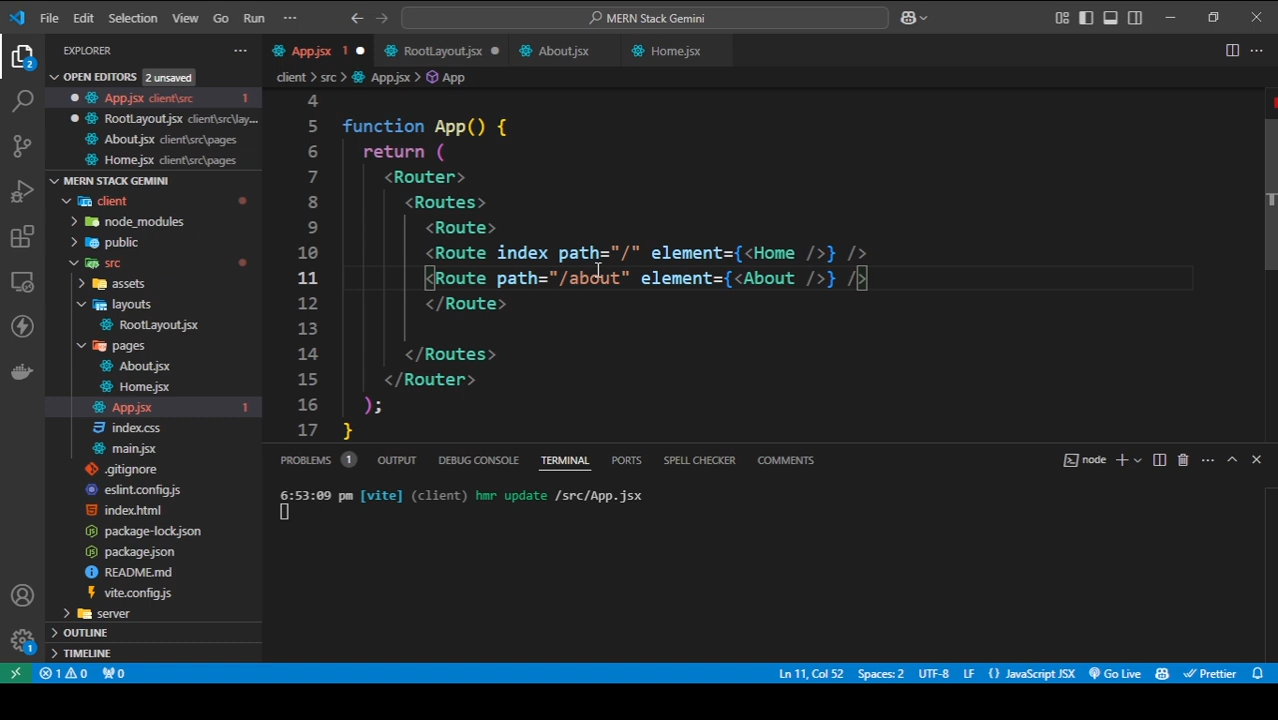 File Edit Selection View Go Run ··· MERN Stack Gemini
EXPLORER ···
OPEN EDITORS 2 unsaved
App.jsx client\src 1
RootLayout.jsx client\src\lay...
About.jsx client\src\pages
Home.jsx client\src\pages
MERN STACK GEMINI
client
node_modules
public
src
assets
layouts
RootLayout.jsx
pages
About.jsx
Home.jsx
App.jsx 1
index.css
main.jsx
.gitignore
eslint.config.js
index.html
package-lock.json
package.json
README.md
vite.config.js
server
OUTLINE
TIMELINE
2
1
App.jsx 1 RootLayout.jsx About.jsx Home.jsx ···
client > src > App.jsx > App
4
5 function App() {
6 return (
7 <Router>
8 <Routes>
9 <Route>
10 <Route index path="/" element={<Home />} />
11 <Route path="/about" element={<About />} />
12 </Route>
13
14 </Routes>
15 </Router>
16 );
17 }
PROBLEMS 1 OUTPUT DEBUG CONSOLE TERMINAL PORTS SPELL CHECKER COMMENTS node ···
6:53:09 pm [vite] (client) hmr update /src/App.jsx
1 0 0 Ln 11, Col 52 Spaces: 2 UTF-8 LF {} JavaScript JSX Go Live Prettier